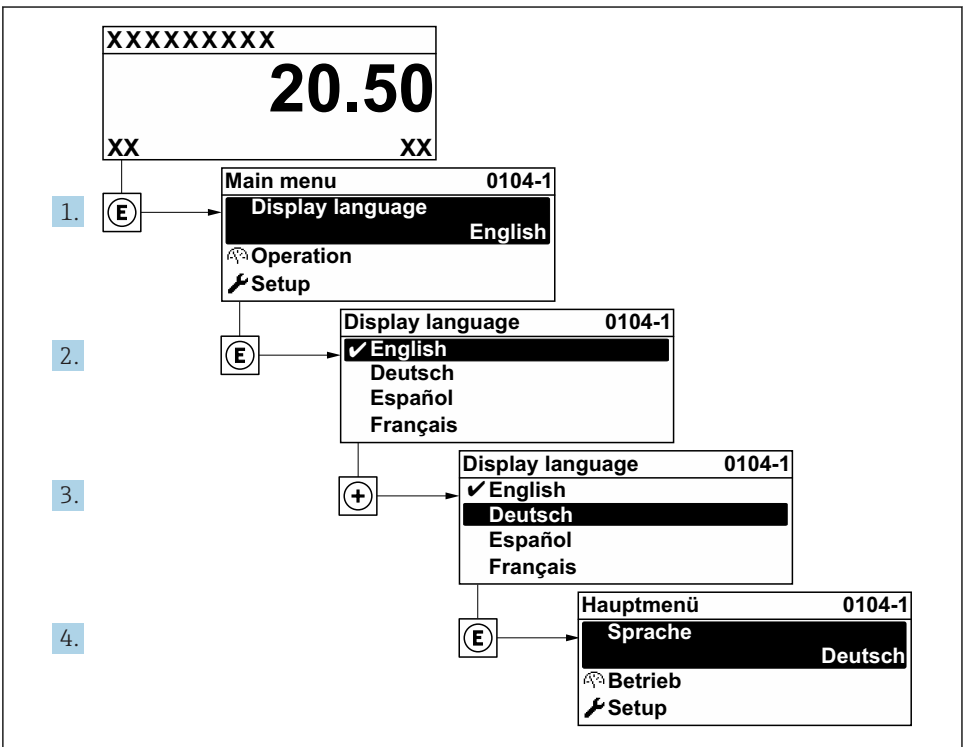 XXXXXXXXX
20.50
XX XX
1. E
Main menu 0104-1
Display language
English
Operation
Setup
2. E
Display language 0104-1
✔English
Deutsch
Español
Français
3. +
Display language 0104-1
✔English
Deutsch
Español
Français
4. E
Hauptmenü 0104-1
Sprache
Deutsch
Betrieb
Setup